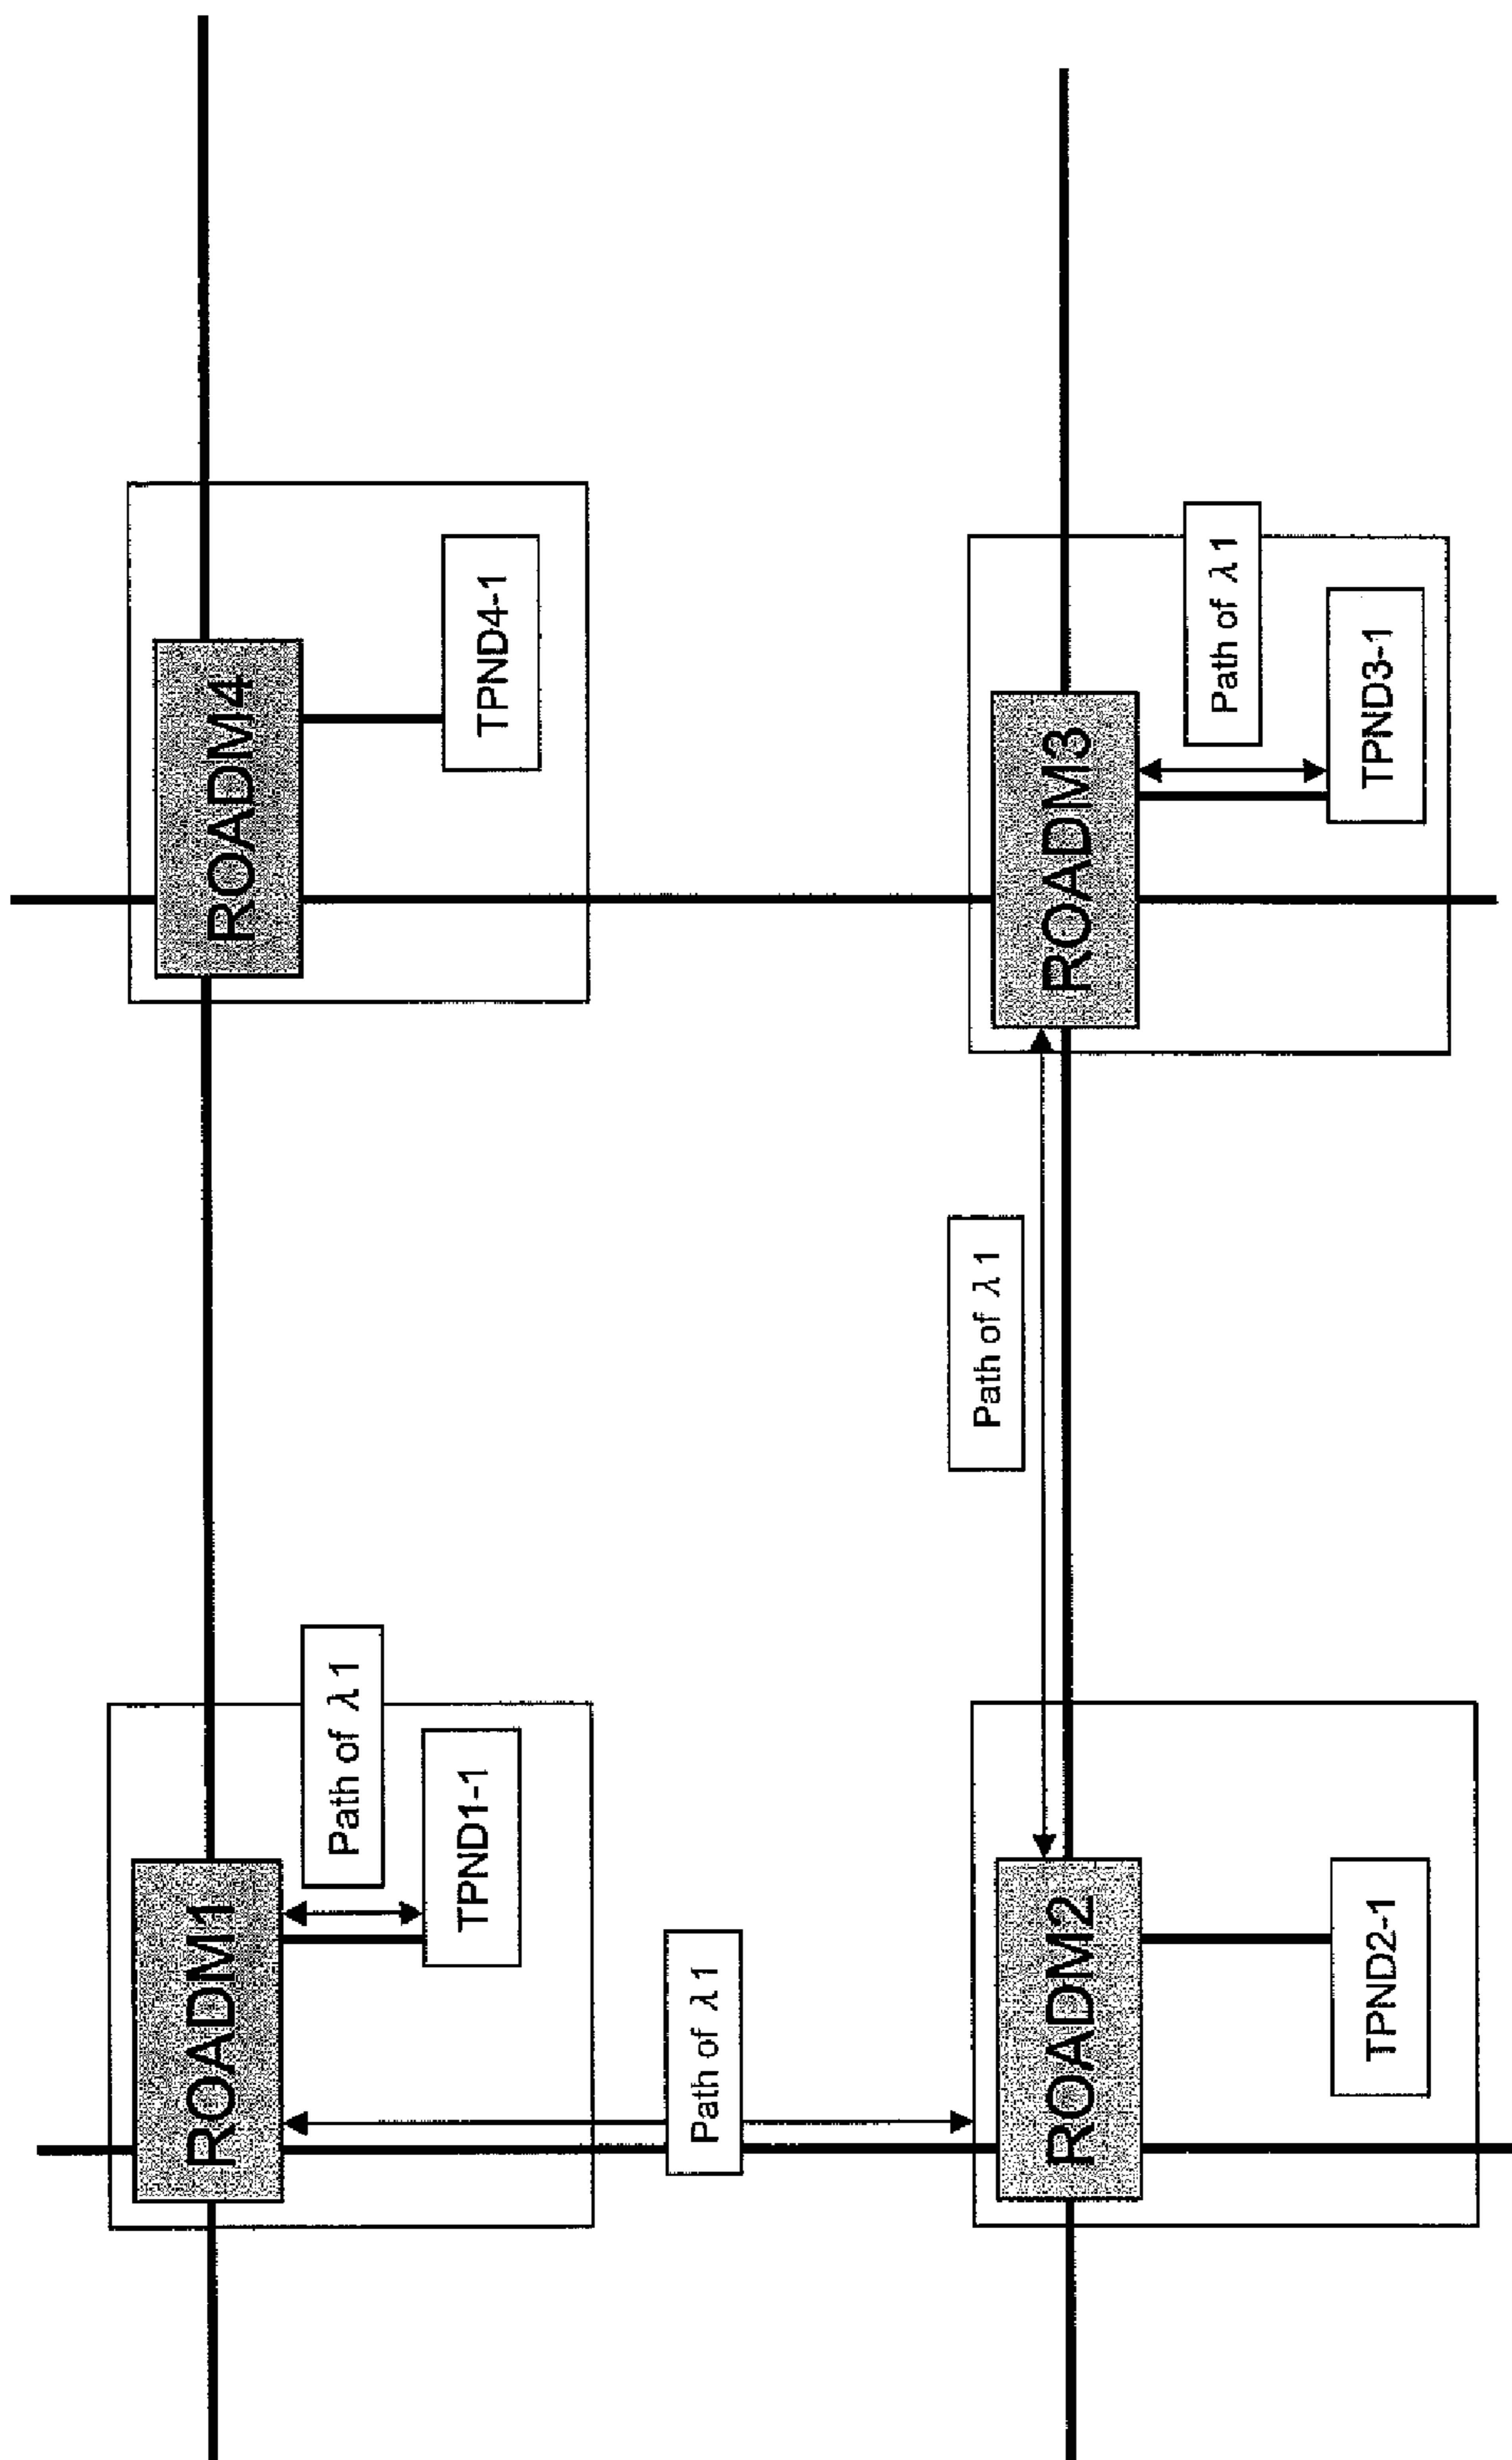 ROADM1
Path of λ1
TPND1-1
Path of λ1
ROADM2
TPND2-1
Path of λ1
ROADM4
TPND4-1
ROADM3
Path of λ1
TPND3-1